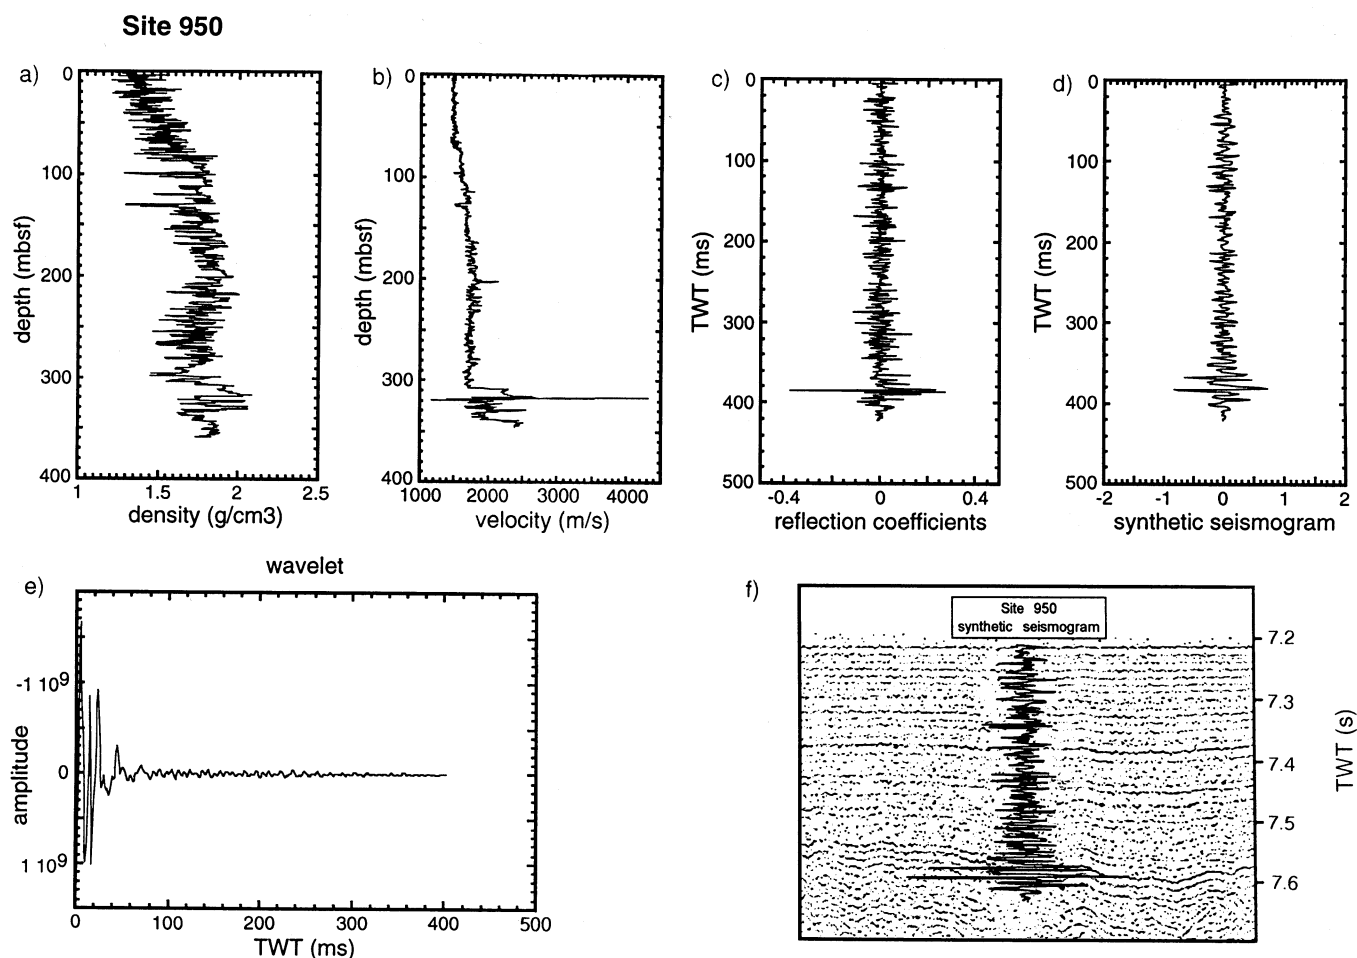 Site 950
a)
0
100
200
300
400
depth (mbsf)
1 1.5 2 2.5
density (g/cm3)
b)
0
100
200
300
400
depth (mbsf)
1000 2000 3000 4000
velocity (m/s)
c)
0
100
200
300
400
500
TWT (ms)
-0.4 0 0.4
reflection coefficients
d)
0
100
200
300
400
500
TWT (ms)
-2 -1 0 1 2
synthetic seismogram
wavelet
e)
-1 10⁹
0
1 10⁹
amplitude
0 100 200 300 400 500
TWT (ms)
f)
Site 950
synthetic seismogram
7.2
7.3
7.4
7.5
7.6
TWT (s)